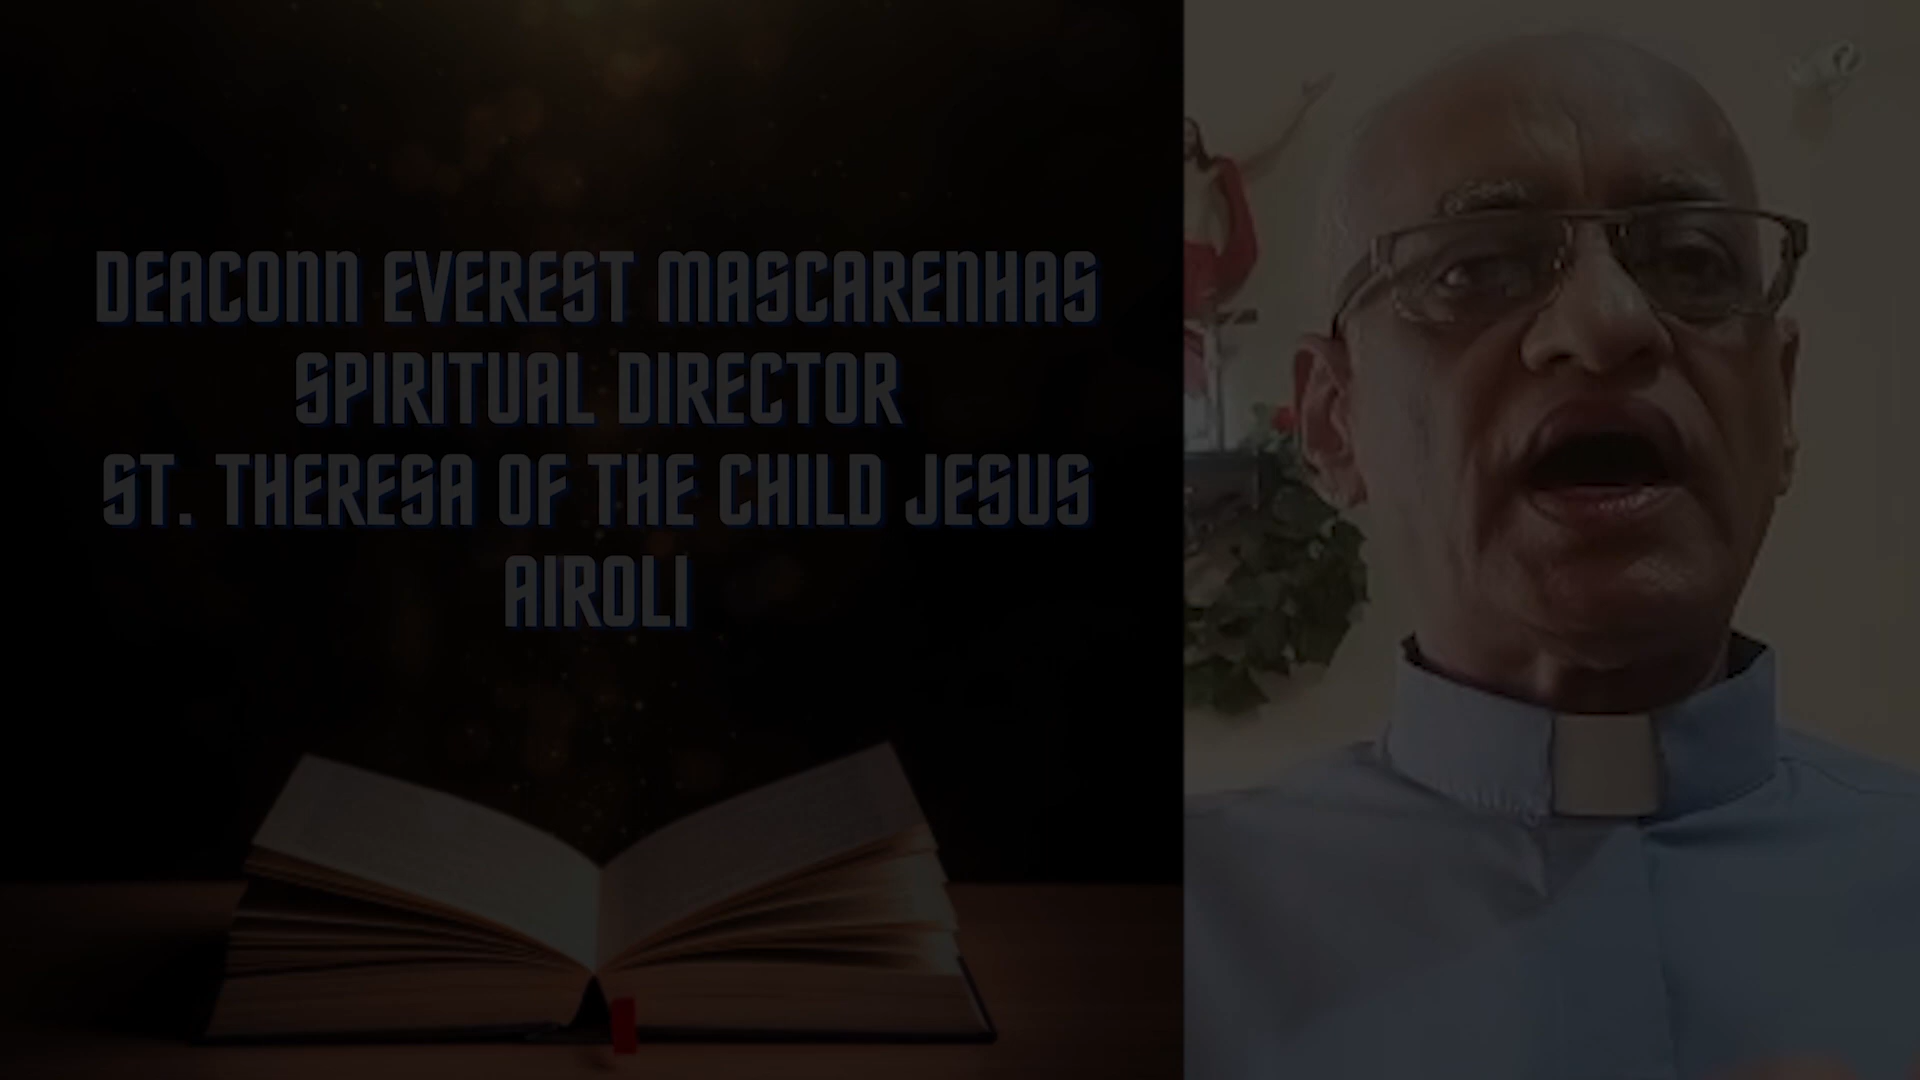 DEACONN EVEREST MASCARENHAS
SPIRITUAL DIRECTOR
ST. THERESA OF THE CHILD JESUS
AIROLI